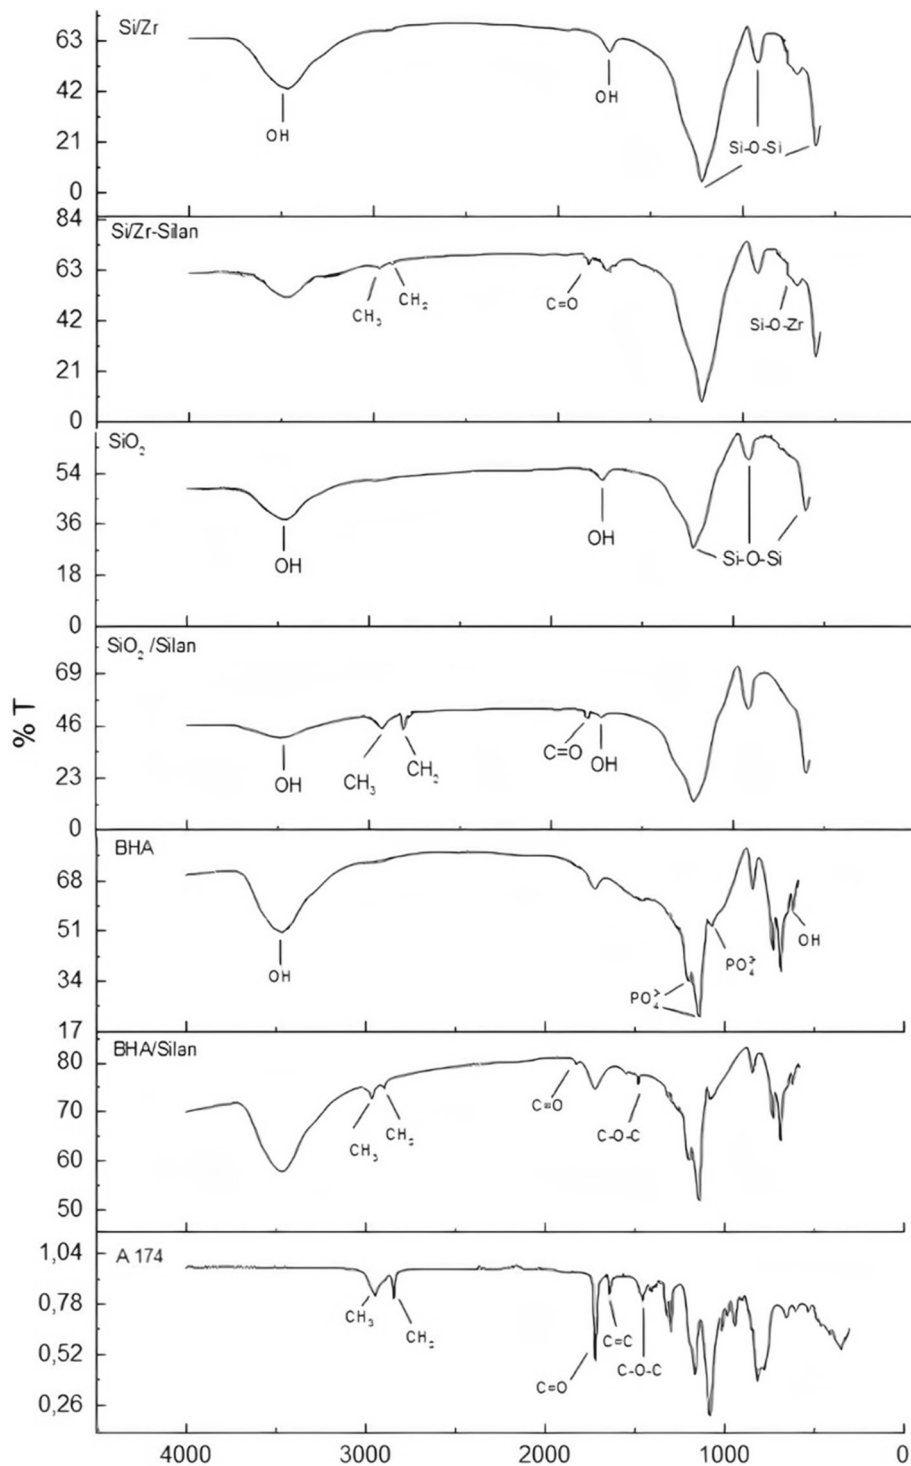 Si/Zr
63
42
21
0
OH
OH
Si-O-Si
84
Si/Zr-Silan
63
42
21
0
CH₃
CH₂
C=O
Si-O-Zr
SiO₂
54
36
18
0
OH
OH
Si-O-Si
SiO₂ /Silan
69
46
23
0
OH
CH₃
CH₂
C=O
OH
% T
BHA
68
51
34
17
OH
PO₄³⁻
PO₄³⁻
OH
BHA/Silan
80
70
60
50
CH₃
CH₂
C=O
C-O-C
A 174
1,04
0,78
0,52
0,26
CH₃
CH₂
C=O
C=C
C-O-C
4000 3000 2000 1000 0